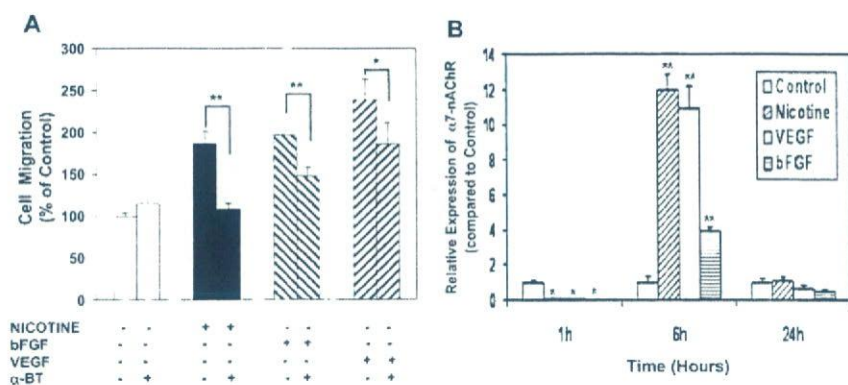 A
300
250
200
150
100
50
0
Cell Migration
(% of Control)
**
**
*
NICOTINE - - + + - - - -
bFGF - - - - + + - -
VEGF - - - - - - + +
α-BT - + - + - + - +
B
14
12
10
8
6
4
2
0
Relative Expression of α7-nAChR
(compared to Control)
* * *
** ** **
Control
Nicotine
VEGF
bFGF
1h 6h 24h
Time (Hours)